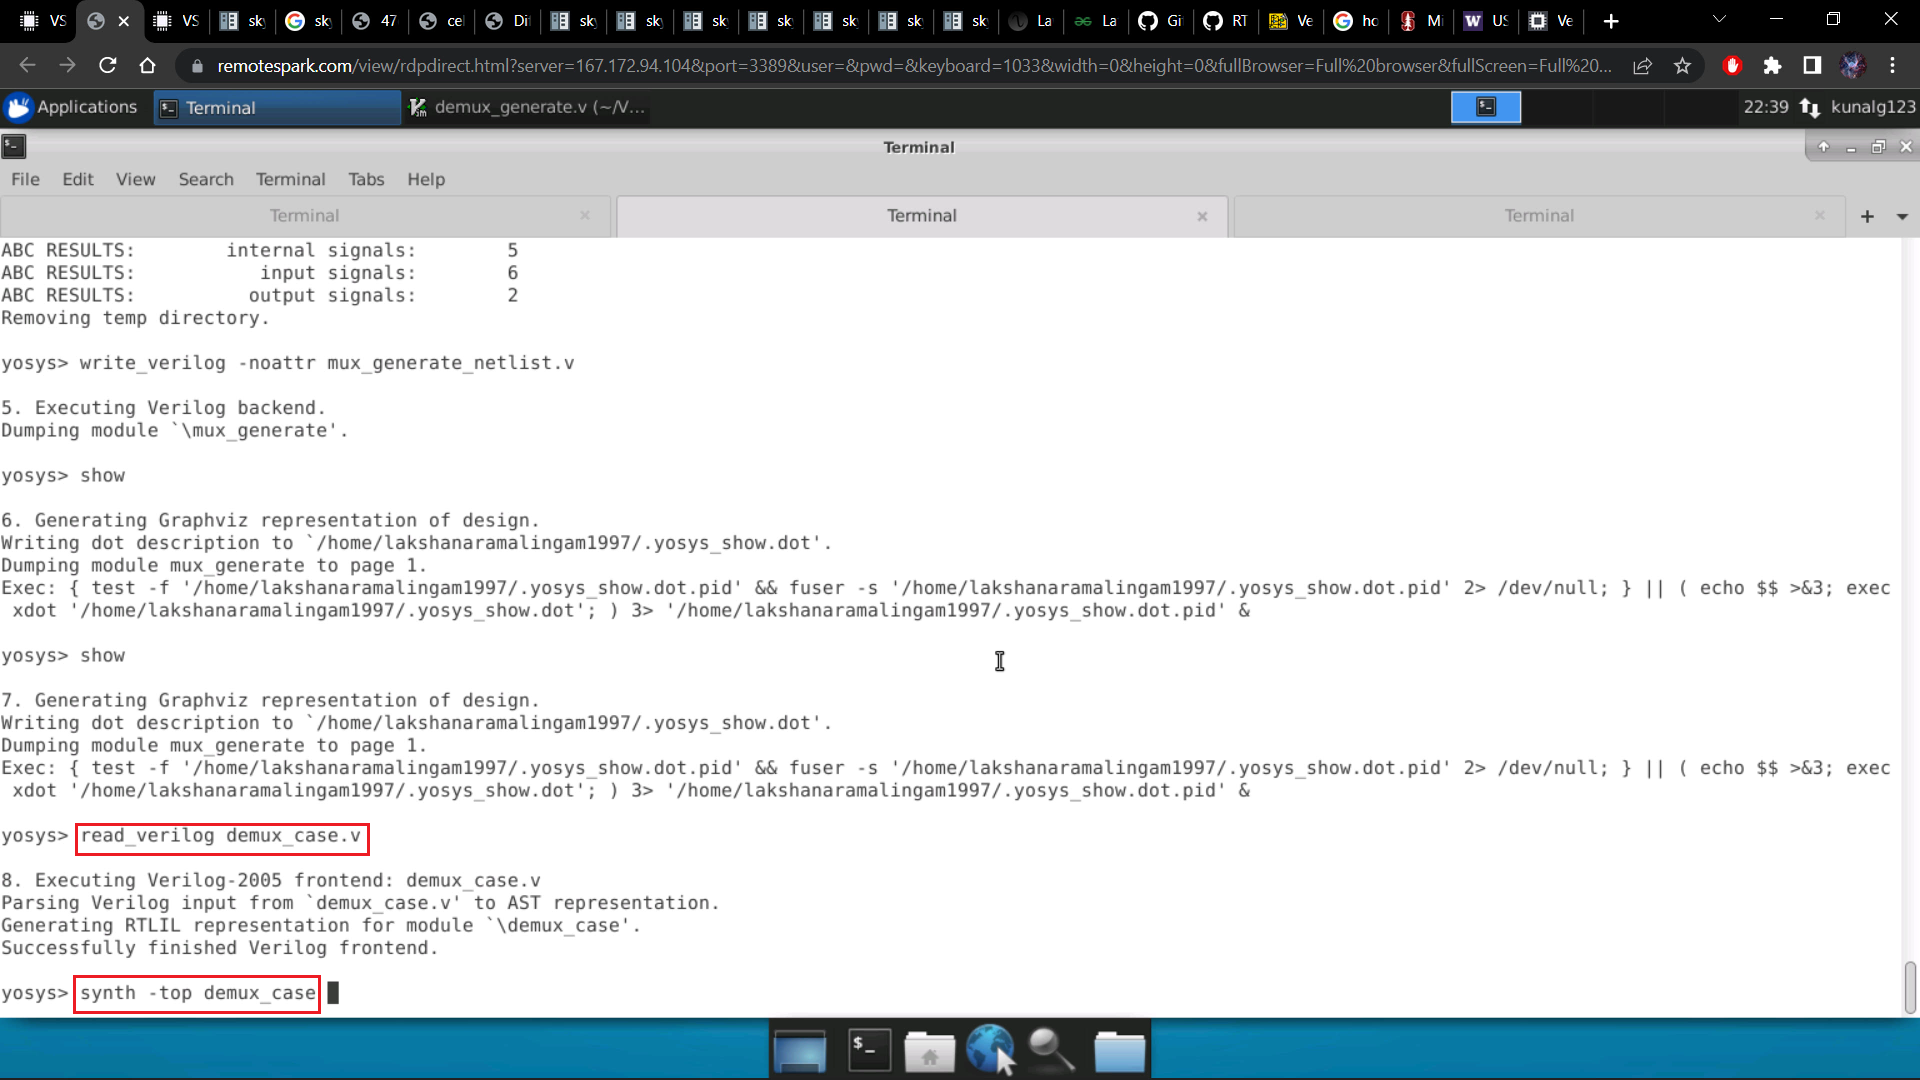 VS
VS
sky
sky
47
cel
Di
sky
sky
sky
sky
sky
sky
sky
La
La
Gi
RT
Ve
ho
Mi
US
Ve
remotespark.com/view/rdpdirect.html?server=167.172.94.104&port=3389&user=&pwd=&keyboard=1033&width=0&height=0&fullBrowser=Full%20browser&fullScreen=Full%20...
Applications
Terminal
demux_generate.v (~/V...
22:39
kunalg123
Terminal
File Edit View Search Terminal Tabs Help
Terminal
Terminal
Terminal
ABC RESULTS: internal signals: 5
ABC RESULTS: input signals: 6
ABC RESULTS: output signals: 2
Removing temp directory.
yosys> write_verilog -noattr mux_generate_netlist.v
5. Executing Verilog backend.
Dumping module `\mux_generate'.
yosys> show
6. Generating Graphviz representation of design.
Writing dot description to `/home/lakshanaramalingam1997/.yosys_show.dot'.
Dumping module mux_generate to page 1.
Exec: { test -f '/home/lakshanaramalingam1997/.yosys_show.dot.pid' && fuser -s '/home/lakshanaramalingam1997/.yosys_show.dot.pid' 2> /dev/null; } || ( echo $$ >&3; exec
xdot '/home/lakshanaramalingam1997/.yosys_show.dot'; ) 3> '/home/lakshanaramalingam1997/.yosys_show.dot.pid' &
yosys> show
7. Generating Graphviz representation of design.
Writing dot description to `/home/lakshanaramalingam1997/.yosys_show.dot'.
Dumping module mux_generate to page 1.
Exec: { test -f '/home/lakshanaramalingam1997/.yosys_show.dot.pid' && fuser -s '/home/lakshanaramalingam1997/.yosys_show.dot.pid' 2> /dev/null; } || ( echo $$ >&3; exec
xdot '/home/lakshanaramalingam1997/.yosys_show.dot'; ) 3> '/home/lakshanaramalingam1997/.yosys_show.dot.pid' &
yosys> read_verilog demux_case.v
8. Executing Verilog-2005 frontend: demux_case.v
Parsing Verilog input from `demux_case.v' to AST representation.
Generating RTLIL representation for module `\demux_case'.
Successfully finished Verilog frontend.
yosys> synth -top demux_case